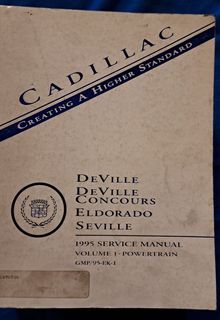 CADILLAC
CREATING A HIGHER STANDARD
DEVILLE
DEVILLE
CONCOURS
ELDORADO
SEVILLE
1995 SERVICE MANUAL
VOLUME 1 - POWERTRAIN
GMP/95-EK-1